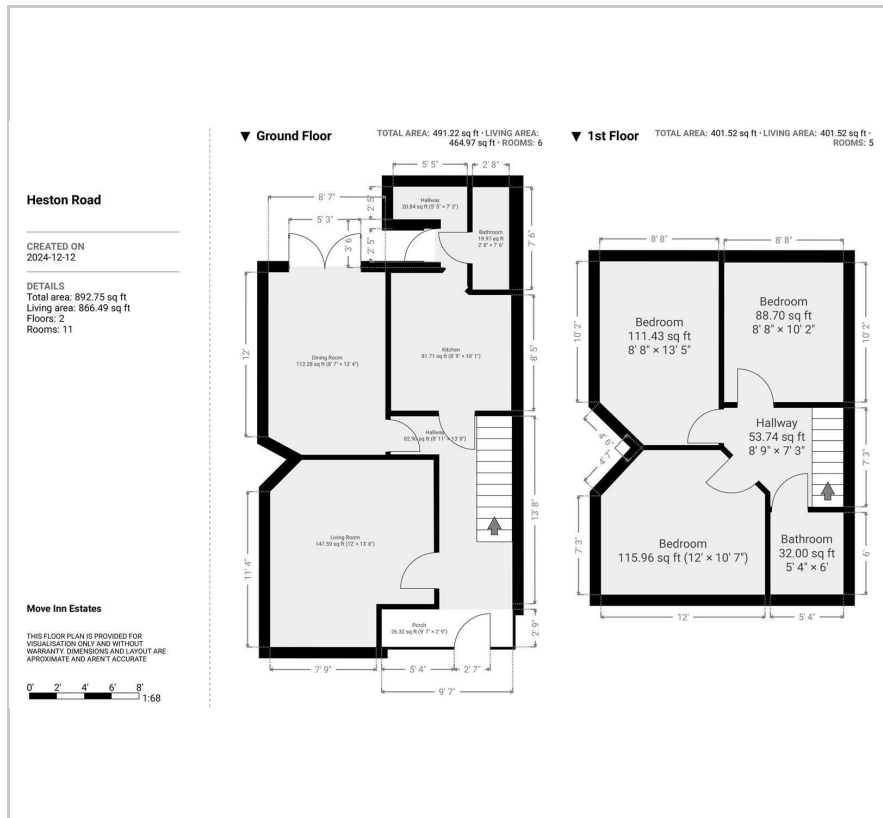 Heston Road
CREATED ON
2024-12-12
DETAILS
Total area: 892.75 sq ft
Living area: 866.49 sq ft
Floors: 2
Rooms: 11
Move Inn Estates
THIS FLOOR PLAN IS PROVIDED FOR
VISUALISATION ONLY AND WITHOUT
WARRANTY. DIMENSIONS AND LAYOUT ARE
APROXIMATE AND AREN'T ACCURATE
0' 2' 4' 6' 8'
1:68
▼ Ground Floor
TOTAL AREA: 491.22 sq ft • LIVING AREA:
464.97 sq ft • ROOMS: 6
5' 5"
2' 8"
8' 7"
5' 3"
2' 5"
3' 6"
2' 5"
Hallway
20.84 sq ft (5' 5" × 7' 3")
Bathroom
19.97 sq ft
2' 8" × 7' 6"
7' 6"
12'
Dining Room
112.28 sq ft (8' 7" × 13' 4")
Kitchen
81.71 sq ft (8' 9" × 10' 1")
8' 5"
Hallway
82.90 sq ft (8' 11" × 13' 8")
13' 8"
11' 4"
Living Room
147.59 sq ft (12' × 13' 8")
Porch
26.32 sq ft (9' 7" × 2' 9")
2' 9"
7' 9"
5' 4"
2' 7"
9' 7"
▼ 1st Floor
TOTAL AREA: 401.52 sq ft • LIVING AREA: 401.52 sq ft •
ROOMS: 5
8' 8"
8' 8"
10' 2"
Bedroom
111.43 sq ft
8' 8" × 13' 5"
Bedroom
88.70 sq ft
8' 8" × 10' 2"
10' 2"
4' 6"
4' 7"
Hallway
53.74 sq ft
8' 9" × 7' 3"
7' 3"
7' 3"
Bedroom
115.96 sq ft (12' × 10' 7")
Bathroom
32.00 sq ft
5' 4" × 6'
6'
12'
5' 4"